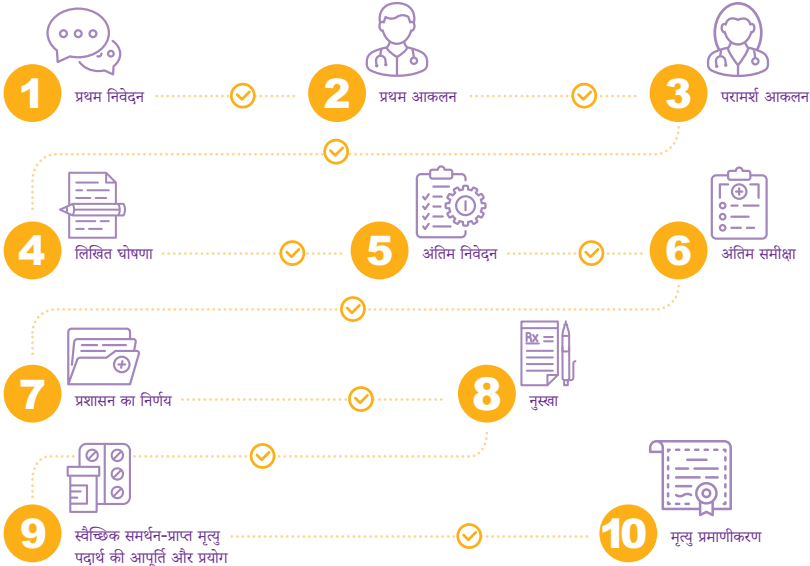 1 प्रथम निवेदन
2 प्रथम आकलन
3 परामर्श आकलन
4 लिखित घोषणा
5 अंतिम निवेदन
6 अंतिम समीक्षा
7 प्रशासन का निर्णय
Rx
8 नुस्खा
9 स्वैच्छिक समर्थन-प्राप्त मृत्यु
पदार्थ की आपूर्ति और प्रयोग
10 मृत्यु प्रमाणीकरण